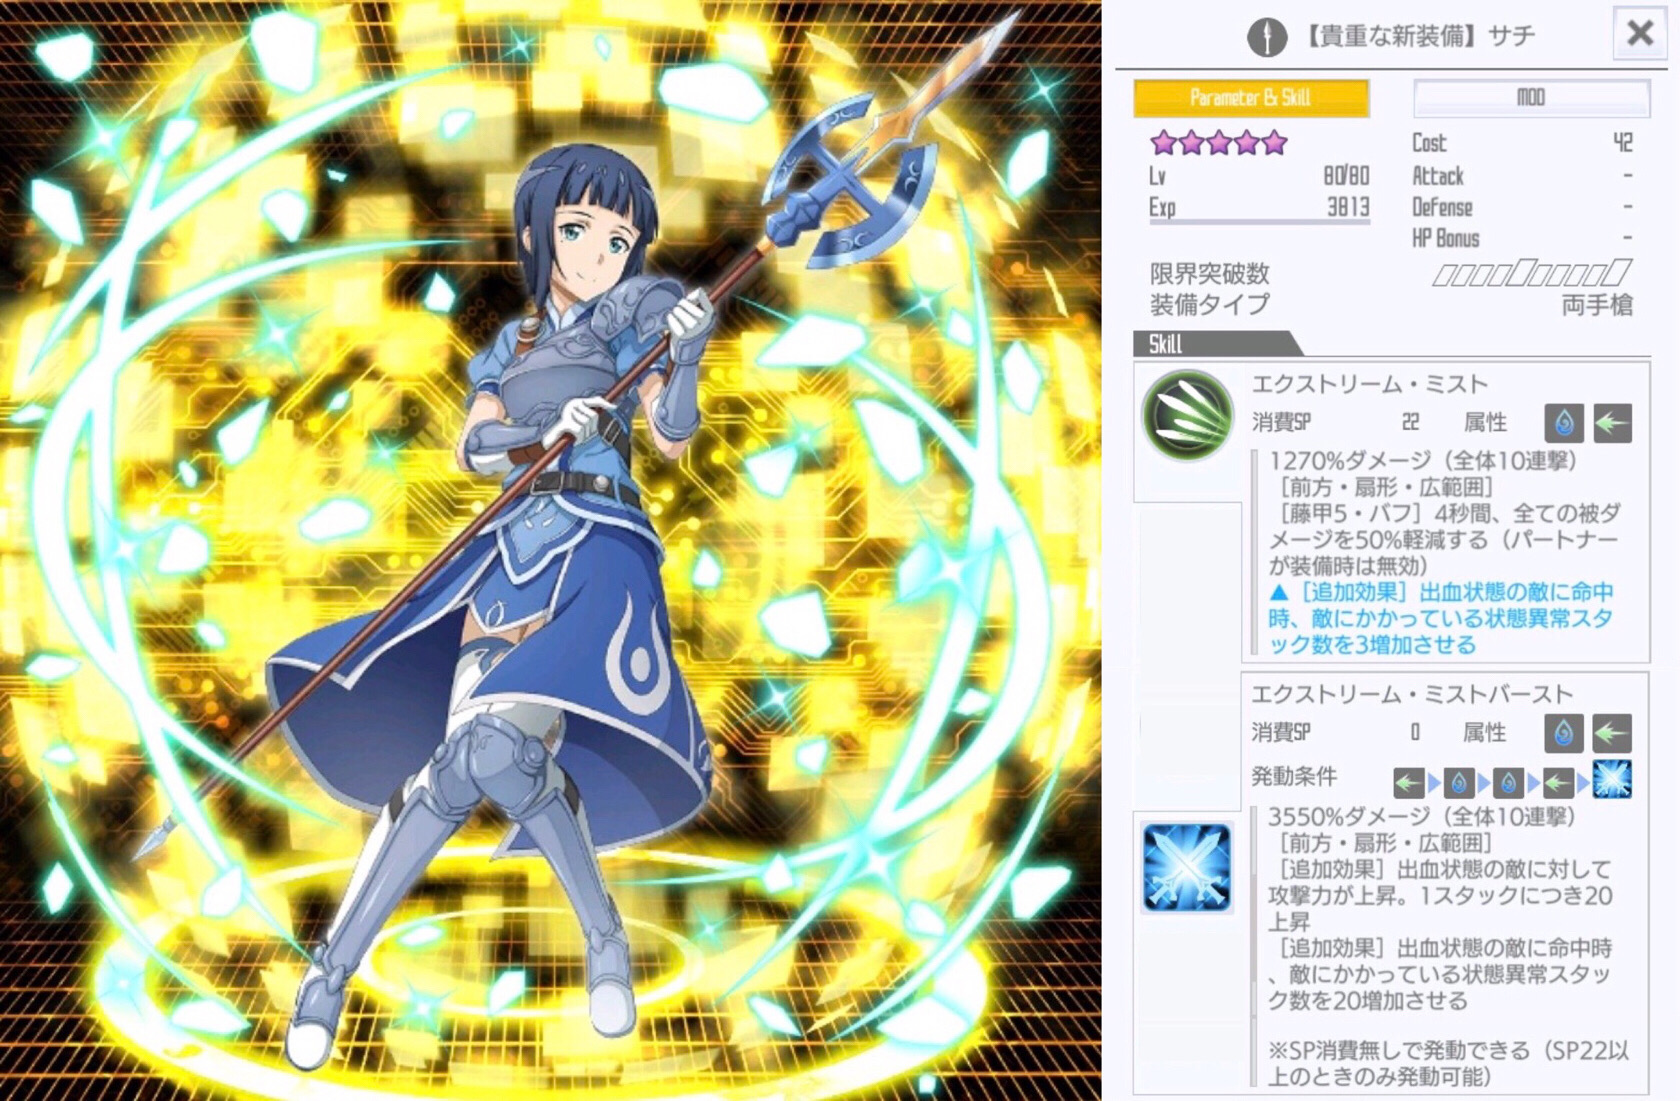 【貴重な新装備】サチ
Parameter & Skill
MOD
Cost 42
Lv 80/80
Attack -
Exp 3813
Defense -
HP Bonus -
限界突破数
装備タイプ 両手槍
Skill
エクストリーム・ミスト
消費SP 22 属性
1270%ダメージ（全体10連撃）
［前方・扇形・広範囲］
［藤甲5・バフ］4秒間、全ての被ダ
メージを50%軽減する（パートナー
が装備時は無効）
▲［追加効果］出血状態の敵に命中
時、敵にかかっている状態異常スタ
ック数を3増加させる
エクストリーム・ミストバースト
消費SP 0 属性
発動条件
3550%ダメージ（全体10連撃）
［前方・扇形・広範囲］
［追加効果］出血状態の敵に対して
攻撃力が上昇。1スタックにつき20
上昇
［追加効果］出血状態の敵に命中時
、敵にかかっている状態異常スタッ
ク数を20増加させる
※SP消費無しで発動できる（SP22以
上のときのみ発動可能）